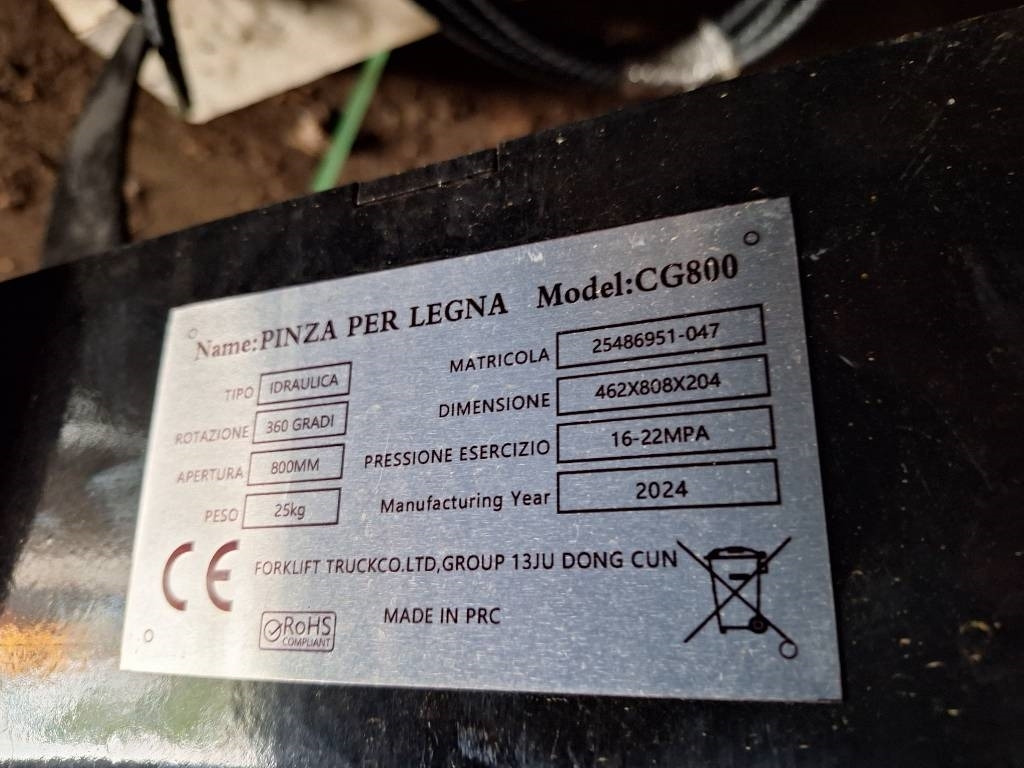 Name:PINZA PER LEGNA Model:CG800
TIPO IDRAULICA MATRICOLA 25486951-047
ROTAZIONE 360 GRADI DIMENSIONE 462X808X204
APERTURA 800MM PRESSIONE ESERCIZIO 16-22MPA
PESO 25kg Manufacturing Year 2024
CE FORKLIFT TRUCKCO.LTD,GROUP 13JU DONG CUN
RoHS
COMPLIANT
MADE IN PRC